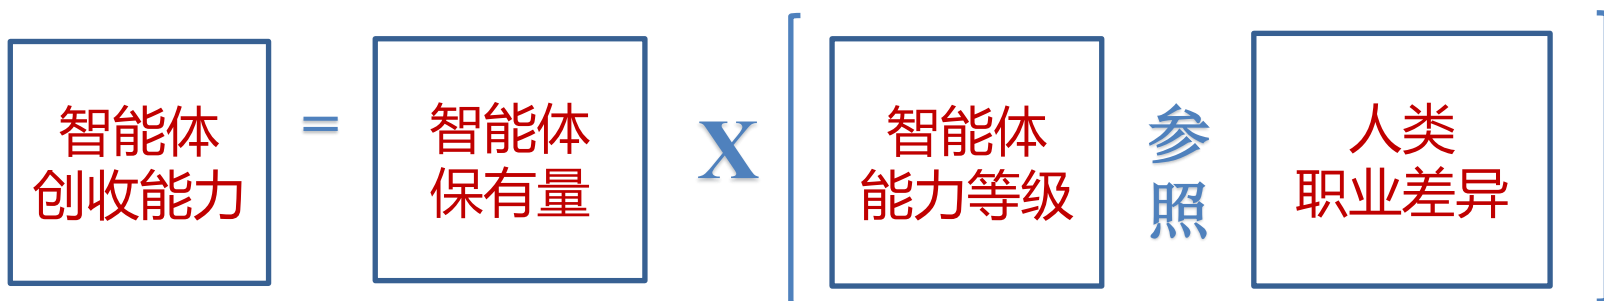 智能体
创收能力
=
智能体
保有量
X
[
智能体
能力等级
参
照
人类
职业差异
]